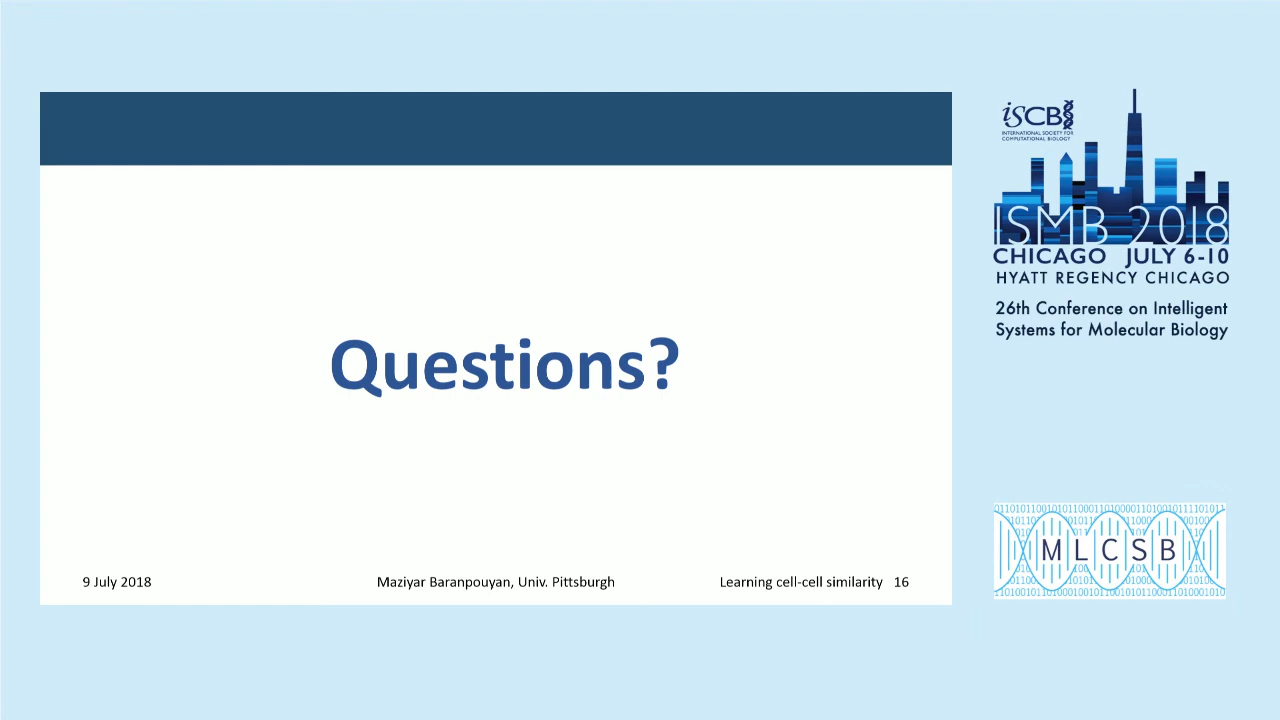 Questions?
9 July 2018
Maziyar Baranpouyan, Univ. Pittsburgh
Learning cell-cell similarity 16
iSCB
INTERNATIONAL SOCIETY FOR
COMPUTATIONAL BIOLOGY
ISMB 2018
CHICAGO JULY 6-10
HYATT REGENCY CHICAGO
26th Conference on Intelligent
Systems for Molecular Biology
MLCSB